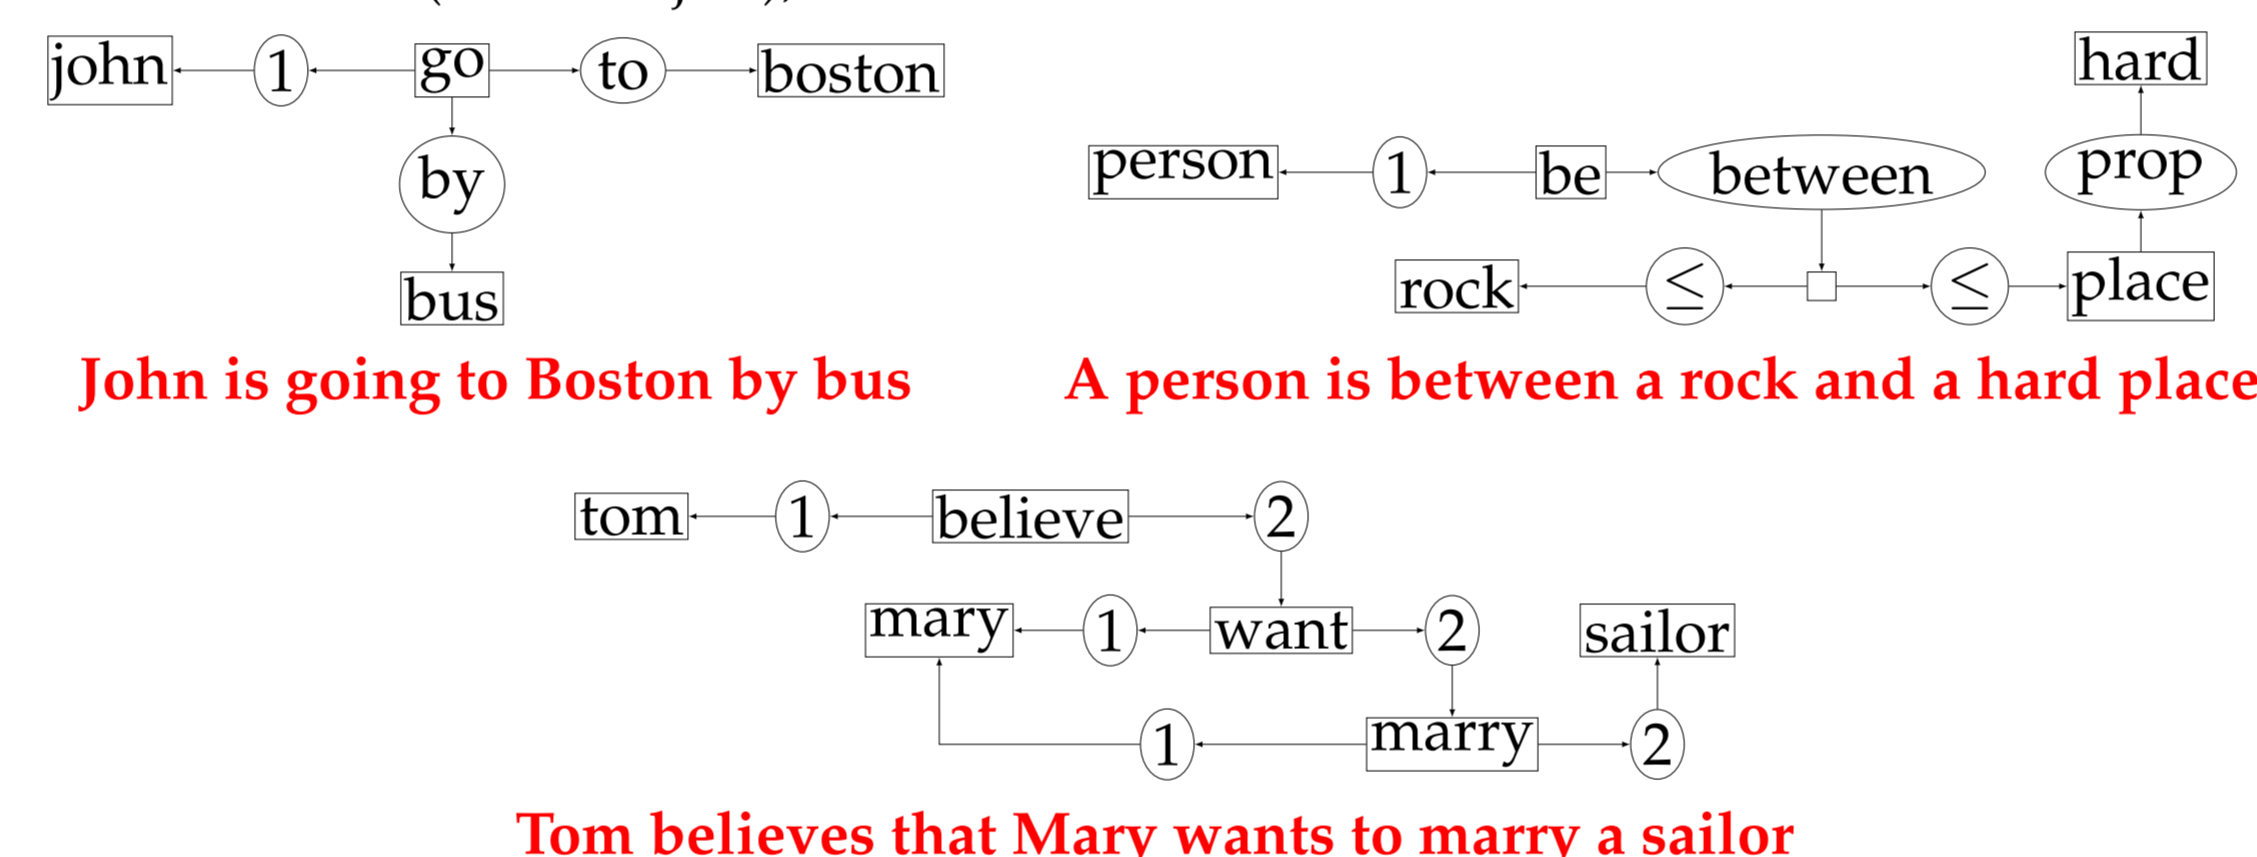 john 1 go to boston
by
bus
John is going to Boston by bus
hard
person 1 be between prop
rock ≤ ≤ place
A person is between a rock and a hard place
tom 1 believe 2
mary 1 want 2 sailor
1 marry 2
Tom believes that Mary wants to marry a sailor